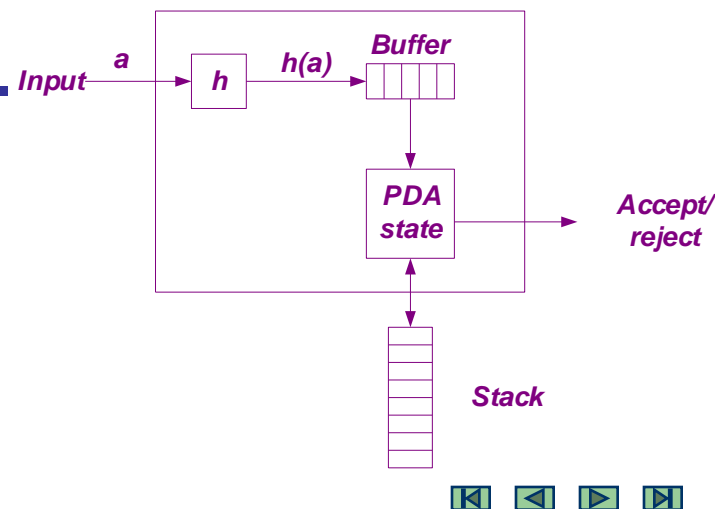 Input
a
h
h(a)
Buffer
PDA
state
Accept/
reject
Stack